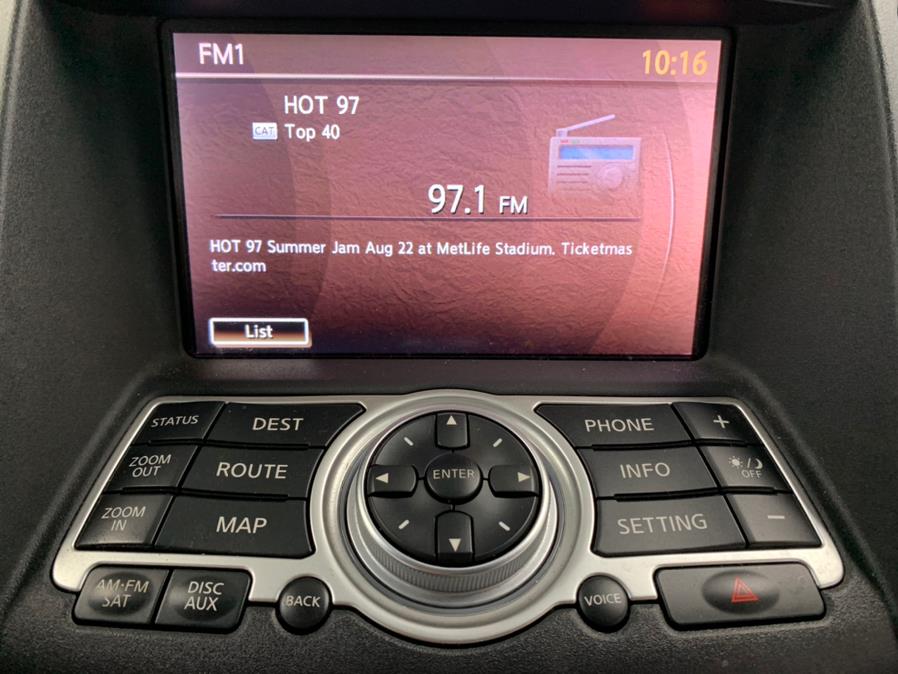 FM1 10:16
HOT 97
CAT Top 40
97.1 FM
HOT 97 Summer Jam Aug 22 at MetLife Stadium. Ticketmas
ter.com
List
STATUS DEST PHONE +
ZOOM OUT ROUTE ENTER INFO OFF
ZOOM IN MAP SETTING −
AM·FM SAT DISC AUX BACK VOICE